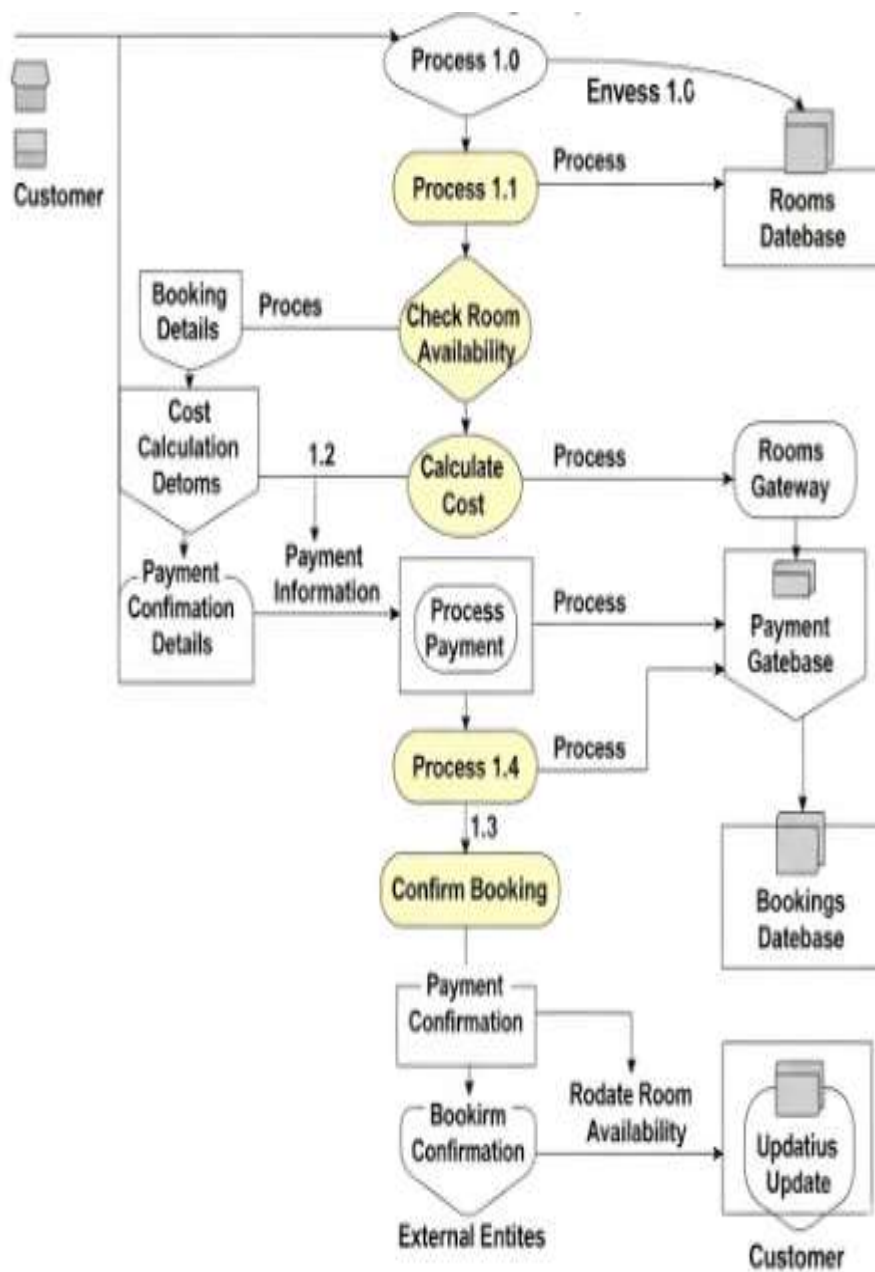 Process 1.0
Envess 1.0
Customer
Process 1.1
Process
Rooms
Datebase
Booking
Details
Proces
Check Room
Availability
Cost
Calculation
Detoms
1.2
Calculate
Cost
Process
Rooms
Gateway
Payment
Information
Payment
Confimation
Details
Process
Payment
Process
Payment
Gatebase
Process 1.4
Process
1.3
Confirm Booking
Bookings
Datebase
Payment
Confirmation
Rodate Room
Availability
Bookirm
Confirmation
Updatius
Update
External Entites
Customer